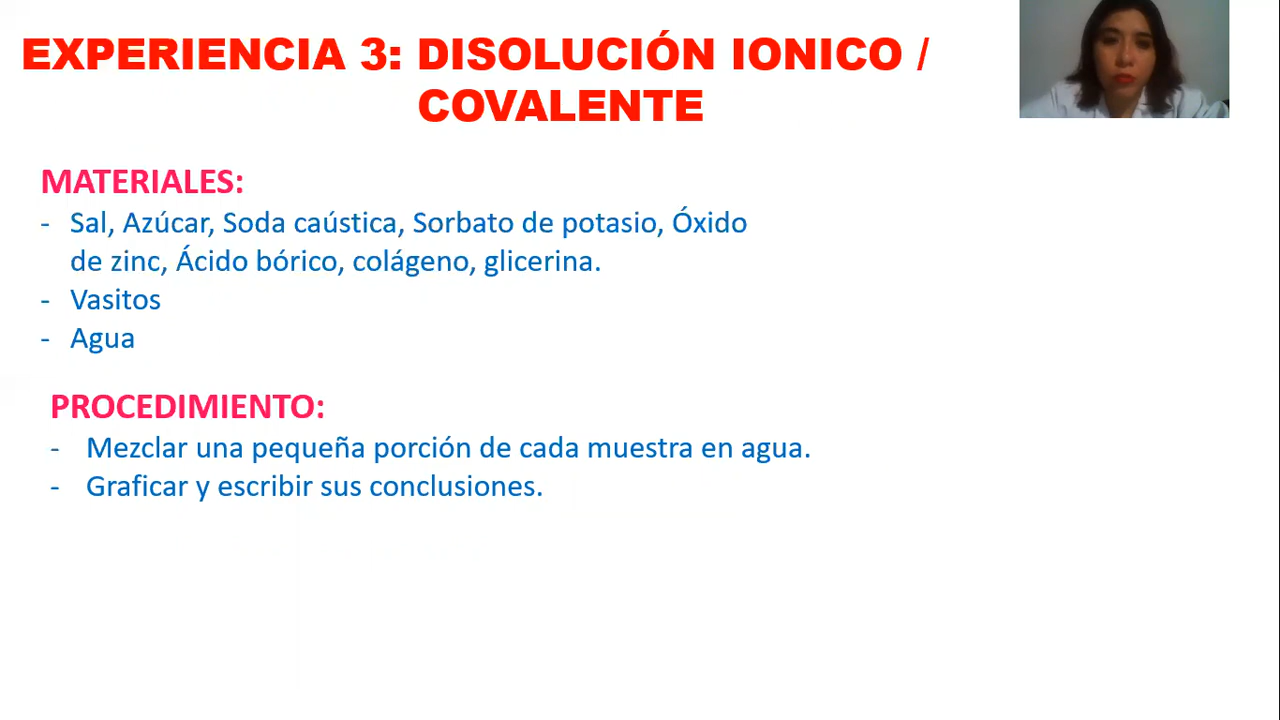 EXPERIENCIA 3: DISOLUCIÓN IONICO /
COVALENTE
MATERIALES:
- Sal, Azúcar, Soda caústica, Sorbato de potasio, Óxido
de zinc, Ácido bórico, colágeno, glicerina.
- Vasitos
- Agua
PROCEDIMIENTO:
- Mezclar una pequeña porción de cada muestra en agua.
- Graficar y escribir sus conclusiones.